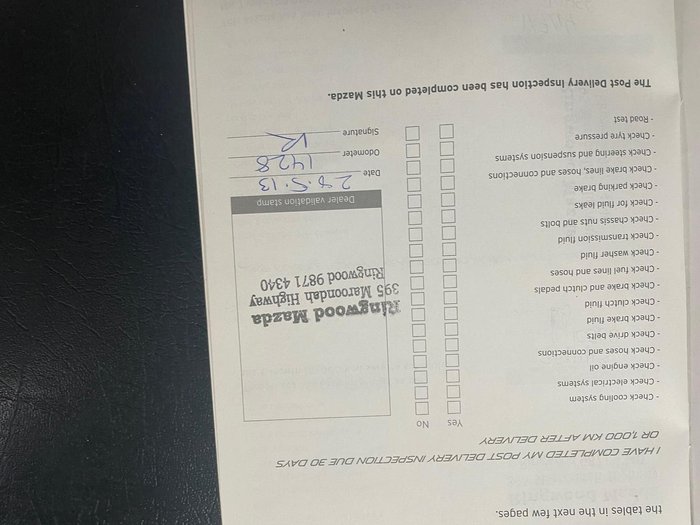 the tables in the next few pages.
I HAVE COMPLETED MY POST DELIVERY INSPECTION DUE 30 DAYS
OR 1,000 KM AFTER DELIVERY
Yes No
- Check cooling system
- Check electrical systems
- Check engine oil
- Check hoses and connections
- Check drive belts
- Check brake fluid
- Check clutch fluid
- Check brake and clutch pedals
- Check fuel lines and hoses
- Check washer fluid
- Check transmission fluid
- Check chassis nuts and bolts
- Check for fluid leaks
- Check parking brake
- Check brake lines, hoses and connections
- Check steering and suspension systems
- Check tyre pressure
- Road test
Ringwood Mazda
395 Maroondah Highway
Ringwood 9871 4340
Dealer validation stamp
Date 28.5.13
Odometer 1428
Signature
The Post Delivery Inspection has been completed on this Mazda.